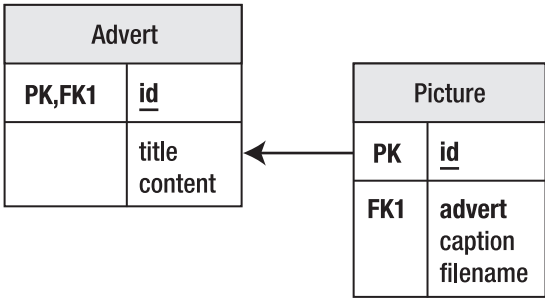 Advert
PK,FK1 id
title
content
Picture
PK id
FK1 advert
caption
filename